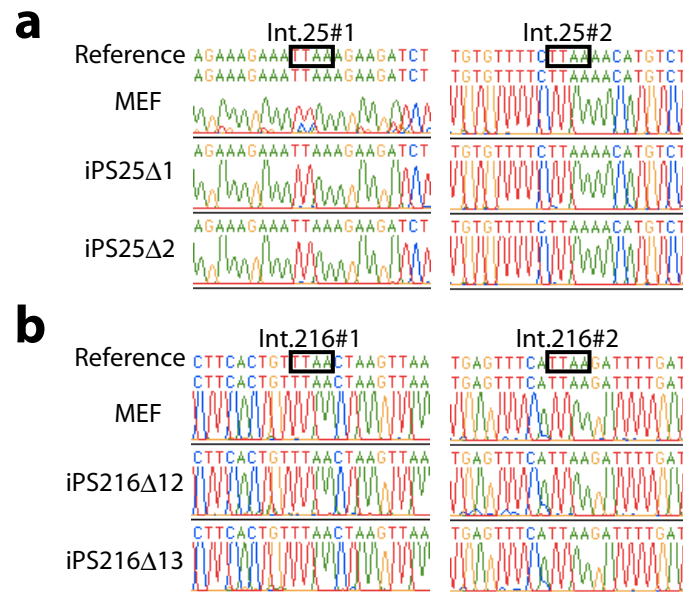 a
Int.25#1 Int.25#2
Reference AGAAAGAAATTAAAGAAGATCT TGTGTTTTCTTAAAACATGTCT
AGAAAGAAATTAAAGAAGATCT TGTGTTTTCTTAAAACATGTCT
MEF
AGAAAGAAATTAAAGAAGATCT TGTGTTTTCTTAAAACATGTCT
iPS25Δ1
AGAAAGAAATTAAAGAAGATCT TGTGTTTTCTTAAAACATGTCT
iPS25Δ2
b
Int.216#1 Int.216#2
Reference CTTCACTGTTTAACTAAGTTAA TGAGTTTCATTAAGATTTTGAT
CTTCACTGTTTAACTAAGTTAA TGAGTTTCATTAAGATTTTGAT
MEF
CTTCACTGTTTAACTAAGTTAA TGAGTTTCATTAAGATTTTGAT
iPS216Δ12
CTTCACTGTTTAACTAAGTTAA TGAGTTTCATTAAGATTTTGAT
iPS216Δ13